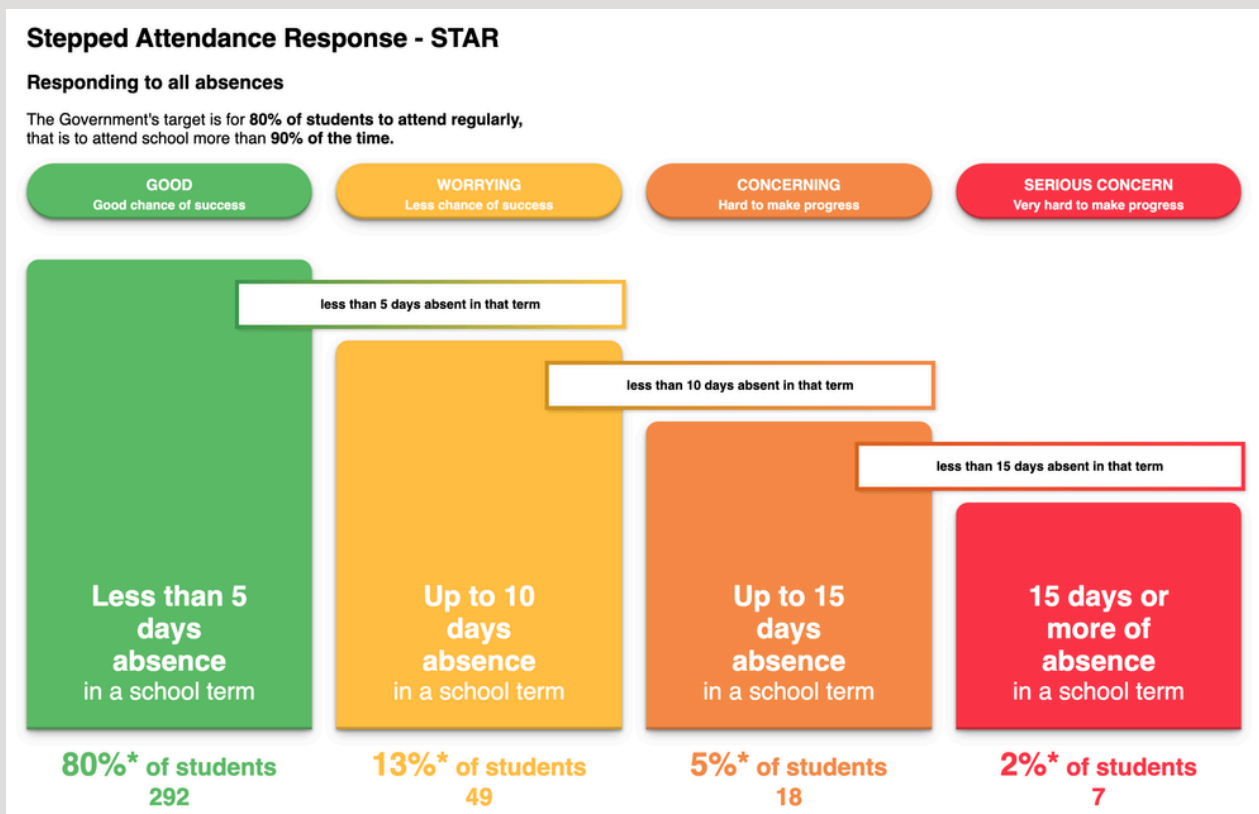 Stepped Attendance Response - STAR
Responding to all absences
The Government's target is for 80% of students to attend regularly,
that is to attend school more than 90% of the time.
GOOD
Good chance of success
WORRYING
Less chance of success
CONCERNING
Hard to make progress
SERIOUS CONCERN
Very hard to make progress
less than 5 days absent in that term
less than 10 days absent in that term
less than 15 days absent in that term
Less than 5
days
absence
in a school term
Up to 10
days
absence
in a school term
Up to 15
days
absence
in a school term
15 days or
more of
absence
in a school term
80%* of students
292
13%* of students
49
5%* of students
18
2%* of students
7